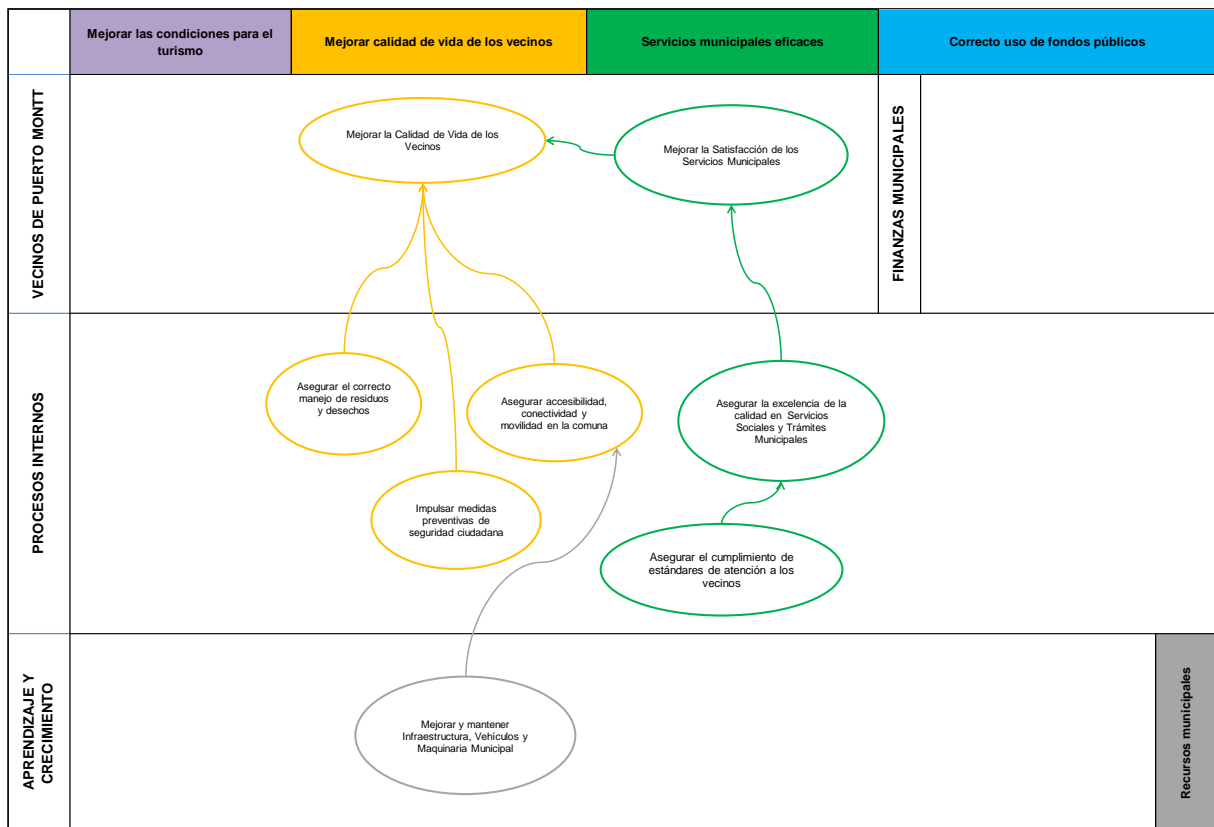 Mejorar las condiciones para el
turismo
Mejorar calidad de vida de los vecinos
Servicios municipales eficaces
Correcto uso de fondos públicos
VECINOS DE PUERTO MONTT
Mejorar la Calidad de Vida de los
Vecinos
Mejorar la Satisfacción de los
Servicios Municipales
FINANZAS MUNICIPALES
PROCESOS INTERNOS
Asegurar el correcto
manejo de residuos
y desechos
Asegurar accesibilidad,
conectividad y
movilidad en la comuna
Asegurar la excelencia de la
calidad en Servicios
Sociales y Trámites
Municipales
Impulsar medidas
preventivas de
seguridad ciudadana
Asegurar el cumplimiento de
estándares de atención a los
vecinos
APRENDIZAJE Y
CRECIMIENTO
Mejorar y mantener
Infraestructura, Vehículos y
Maquinaria Municipal
Recursos municipales